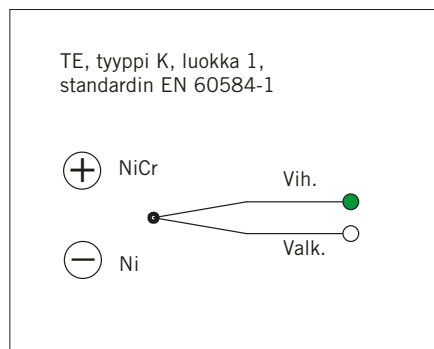 TE, tyyppi K, luokka 1,
standardin EN 60584-1
+ NiCr
Vih.
Valk.
− Ni